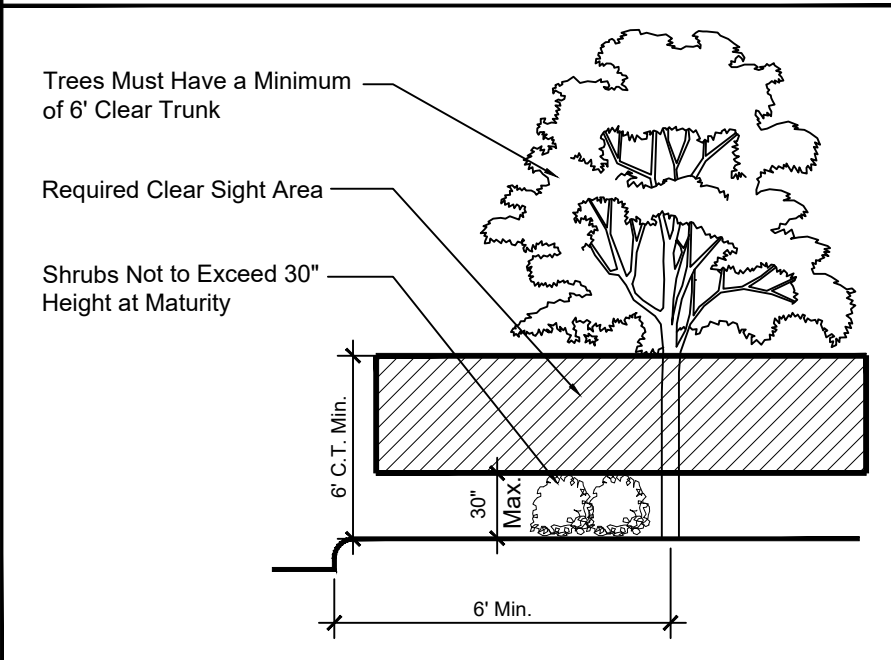 Trees Must Have a Minimum
of 6' Clear Trunk
Required Clear Sight Area
Shrubs Not to Exceed 30"
Height at Maturity
6' C.T. Min.
30"
Max.
6' Min.